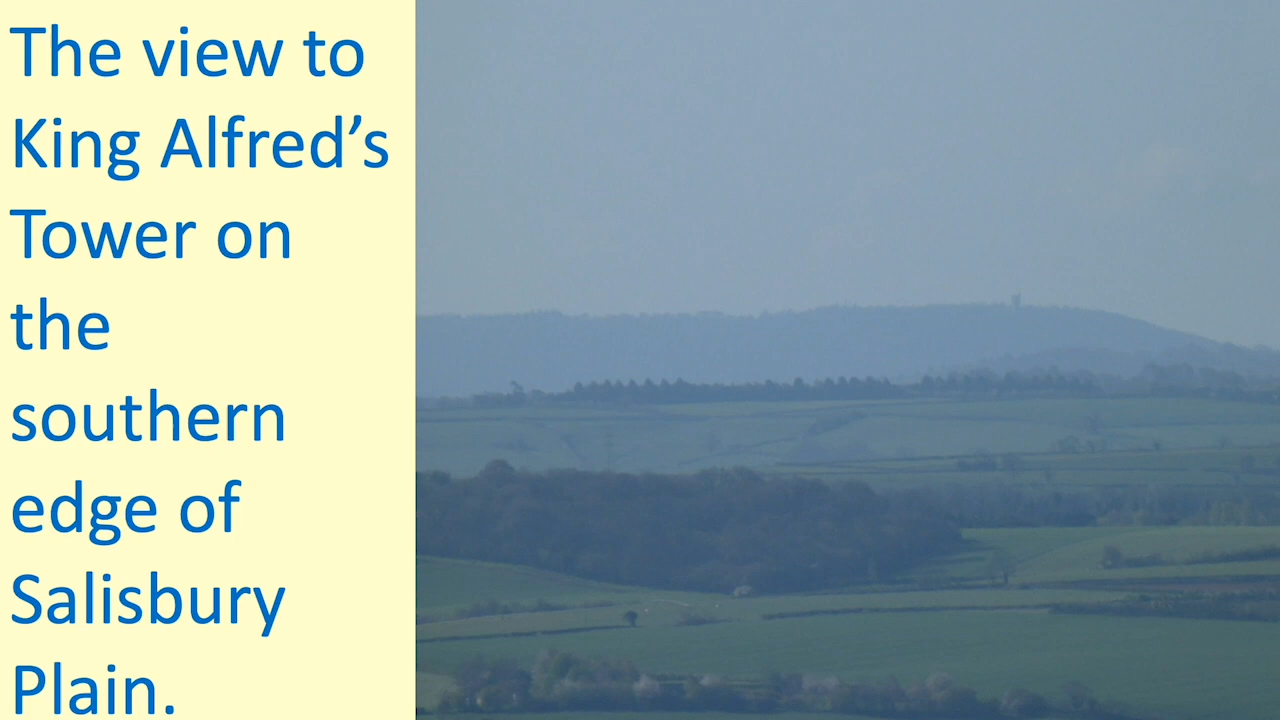 The view to
King Alfred’s
Tower on
the
southern
edge of
Salisbury
Plain.